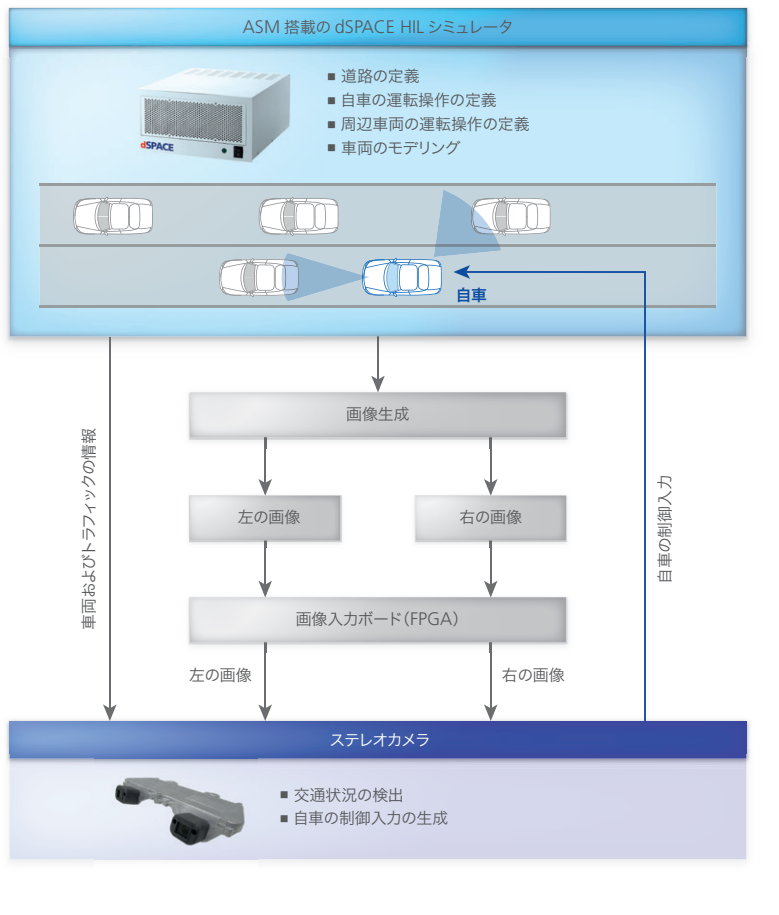 ASM 搭載の dSPACE HIL シミュレータ
■ 道路の定義
■ 自車の運転操作の定義
■ 周辺車両の運転操作の定義
■ 車両のモデリング
dSPACE
自車
画像生成
車両およびトラフィックの情報
自車の制御入力
左の画像
右の画像
画像入力ボード（FPGA）
左の画像
右の画像
ステレオカメラ
■ 交通状況の検出
■ 自車の制御入力の生成